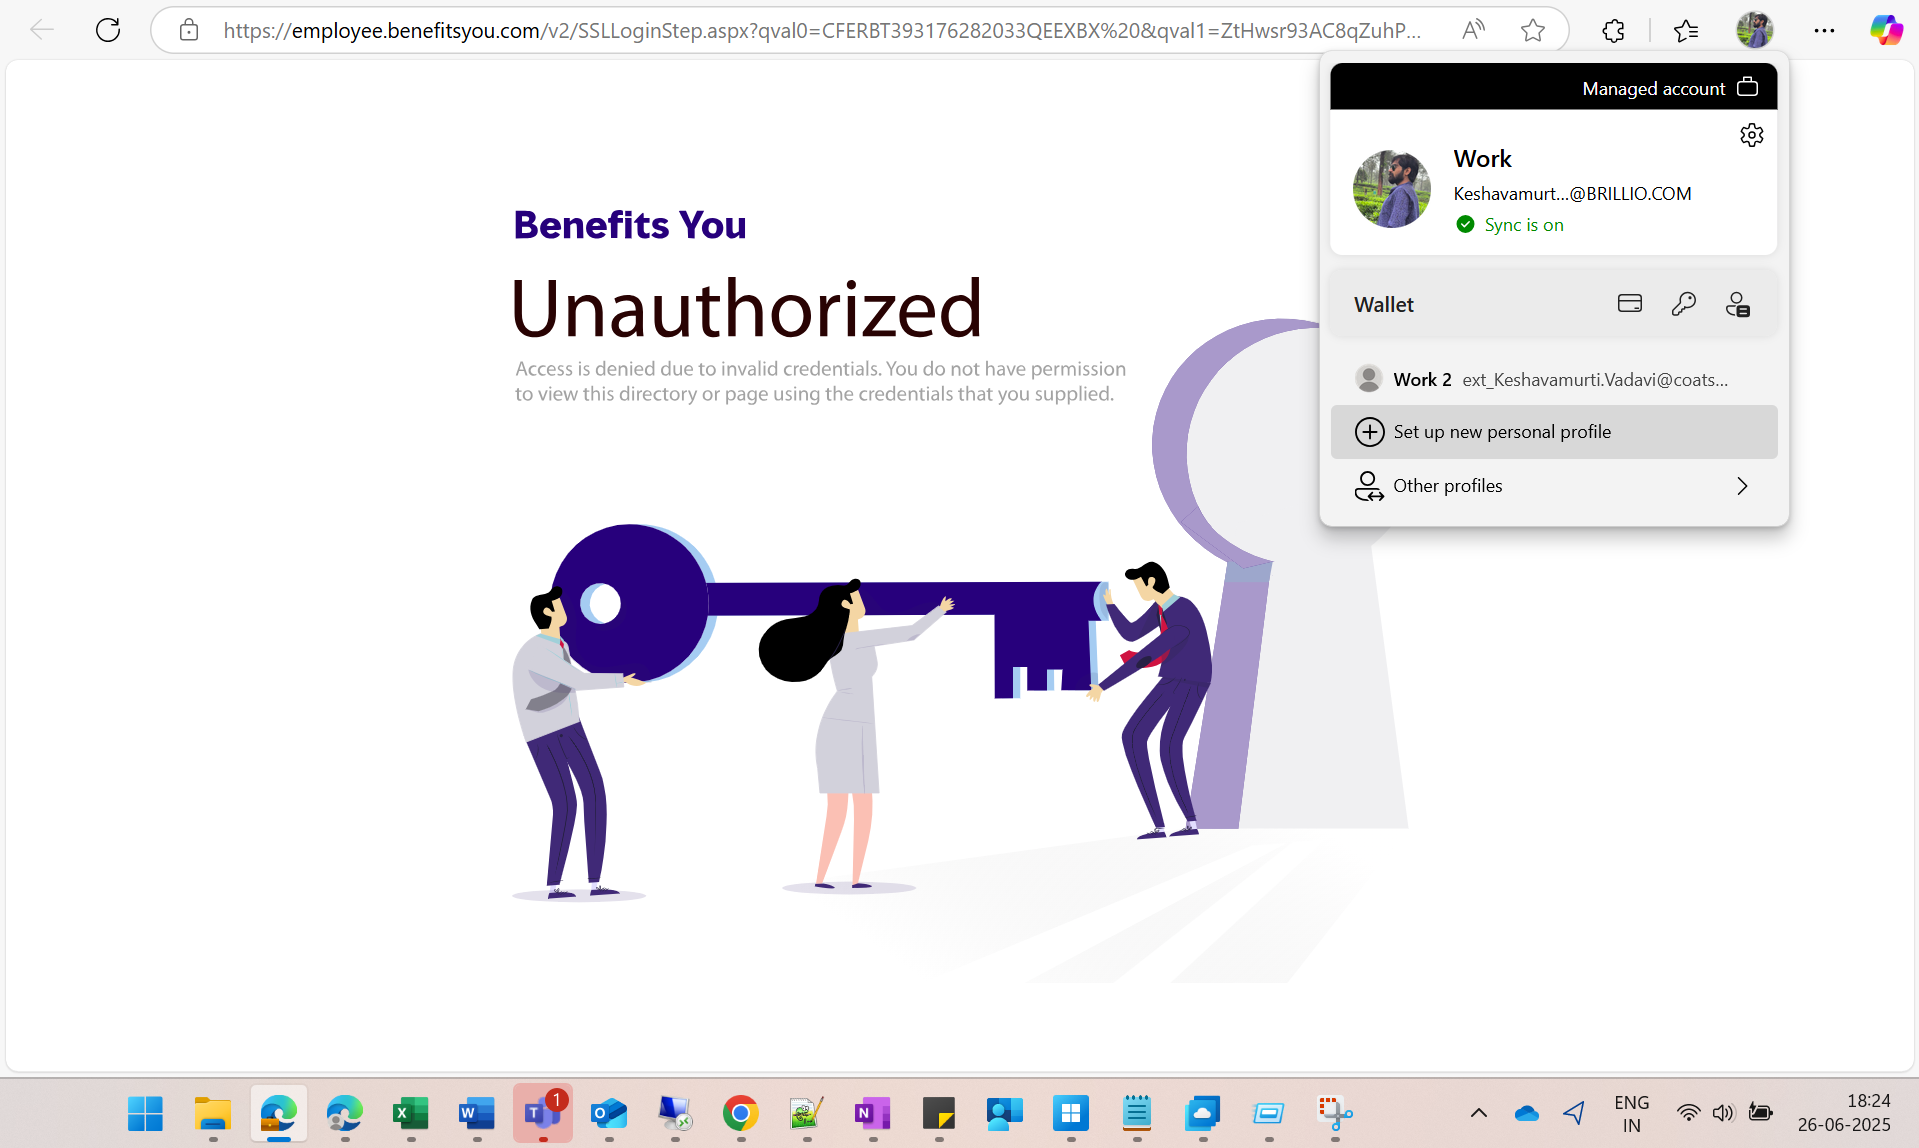 https://employee.benefitsyou.com/v2/SSLLoginStep.aspx?qval0=CFERBT393176282033QEEXBX%20&qval1=ZtHwsr93AC8qZuhP...
Managed account
Work
Keshavamurt...@BRILLIO.COM
Sync is on
Wallet
Work 2 ext_Keshavamurti.Vadavi@coats...
Set up new personal profile
Other profiles
Benefits You
Unauthorized
Access is denied due to invalid credentials. You do not have permission
to view this directory or page using the credentials that you supplied.
1
ENG
IN
18:24
26-06-2025